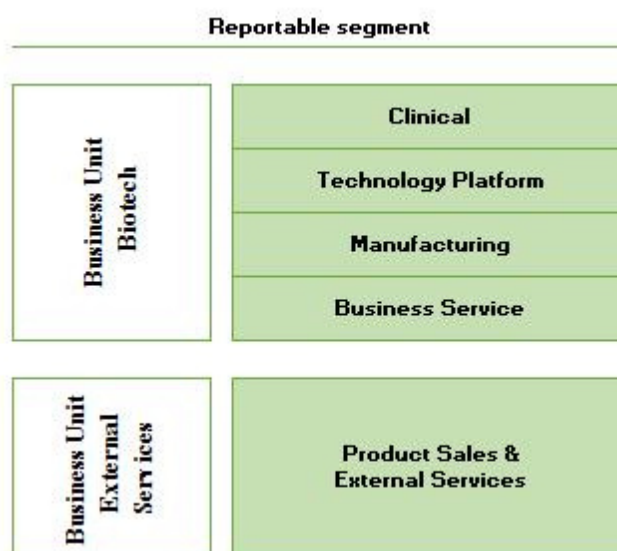 Reportable segment
Business Unit
Biotech
Clinical
Technology Platform
Manufacturing
Business Service
Business Unit
External
Services
Product Sales &
External Services